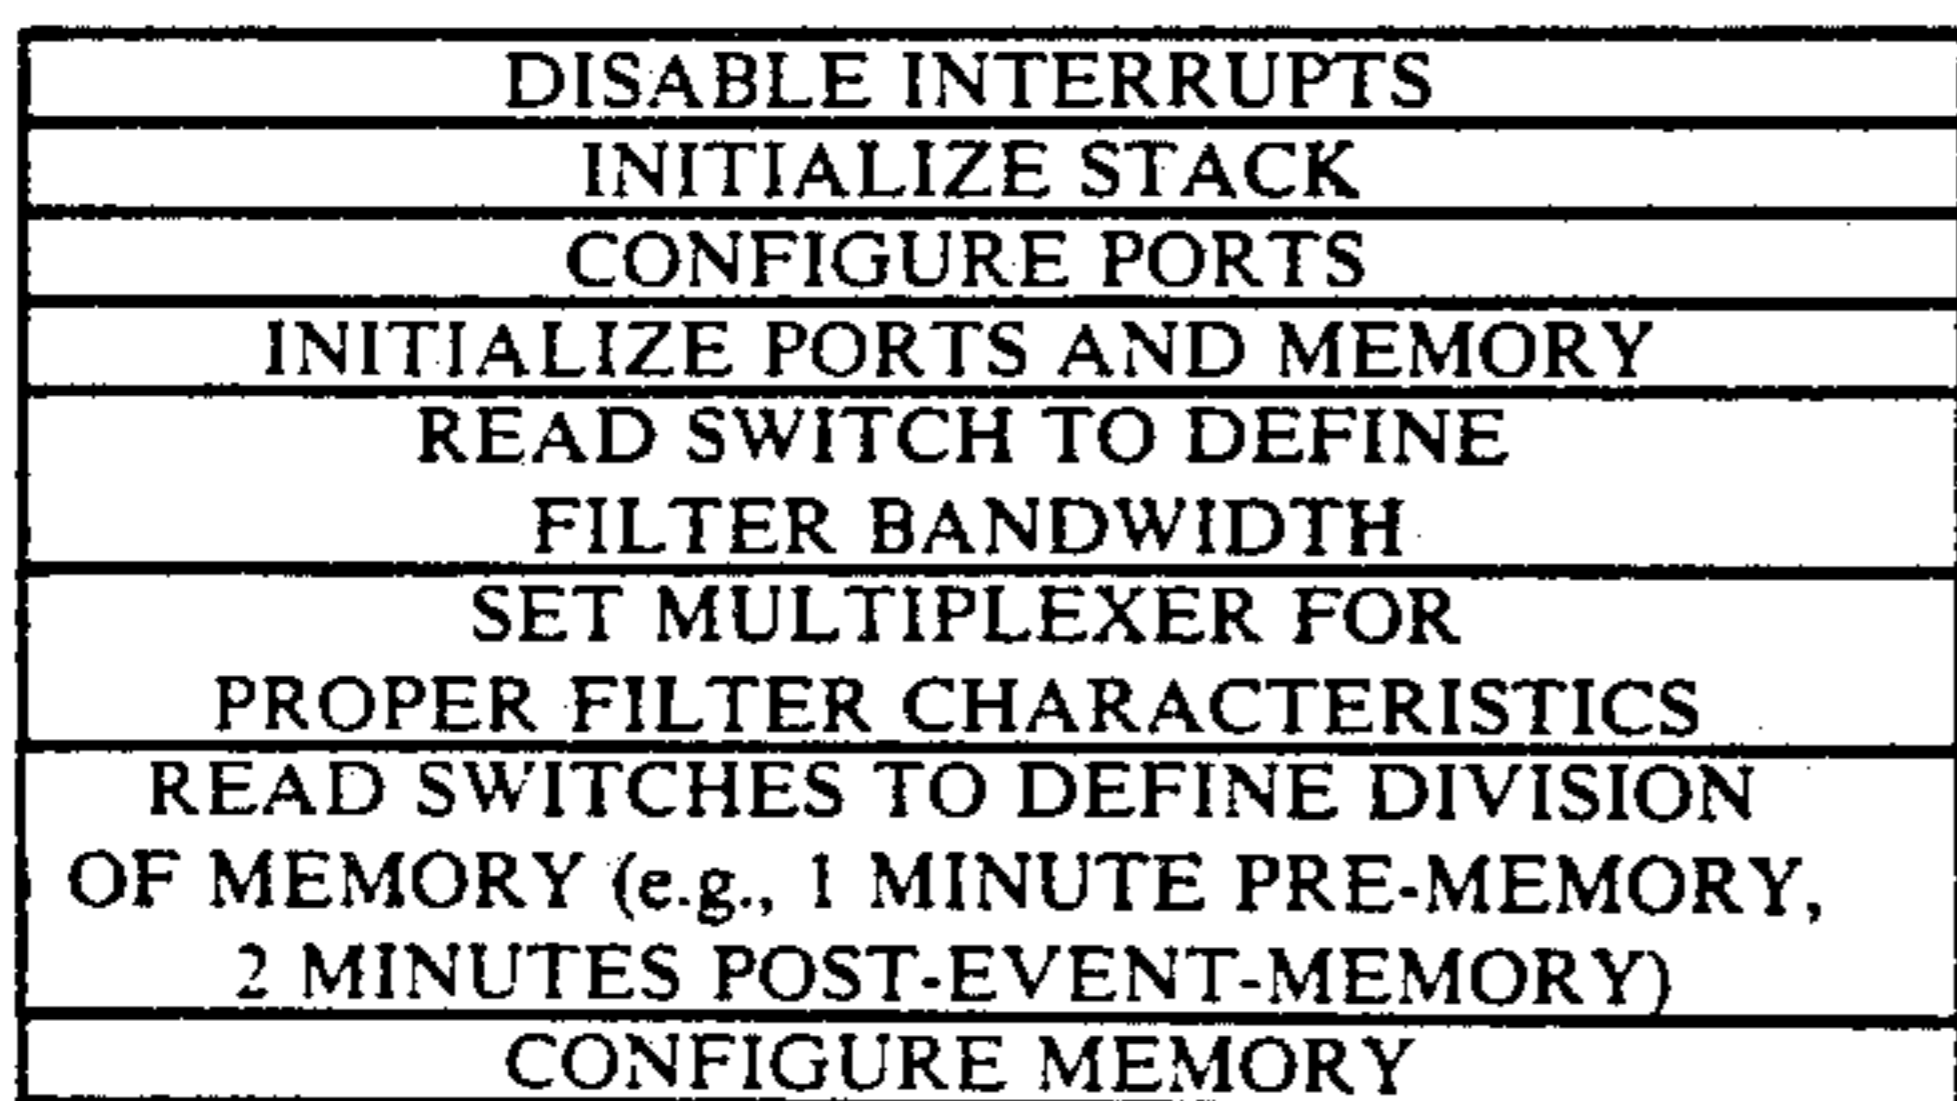 DISABLE INTERRUPTS
INITIALIZE STACK
CONFIGURE PORTS
INITIALIZE PORTS AND MEMORY
READ SWITCH TO DEFINE
FILTER BANDWIDTH
SET MULTIPLEXER FOR
PROPER FILTER CHARACTERISTICS
READ SWITCHES TO DEFINE DIVISION
OF MEMORY (e.g., 1 MINUTE PRE-MEMORY,
2 MINUTES POST-EVENT-MEMORY)
CONFIGURE MEMORY